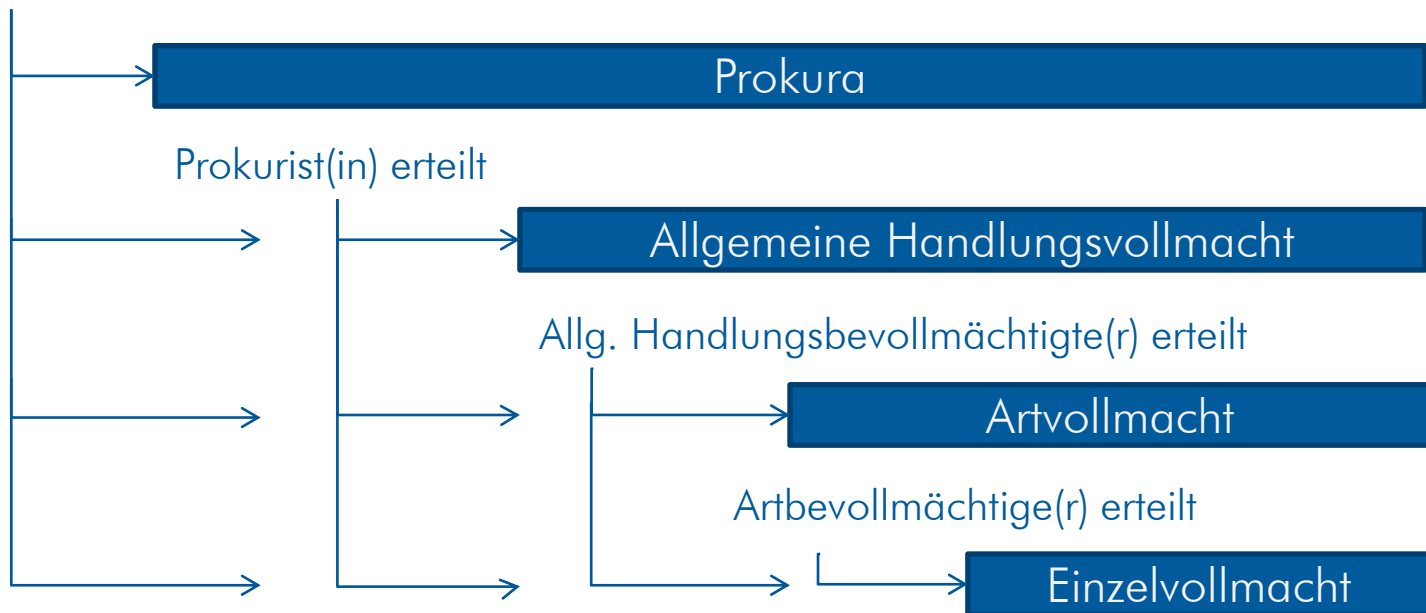 Prokura
Prokurist(in) erteilt
Allgemeine Handlungsvollmacht
Allg. Handlungsbevollmächtigte(r) erteilt
Artvollmacht
Artbevollmächtige(r) erteilt
Einzelvollmacht